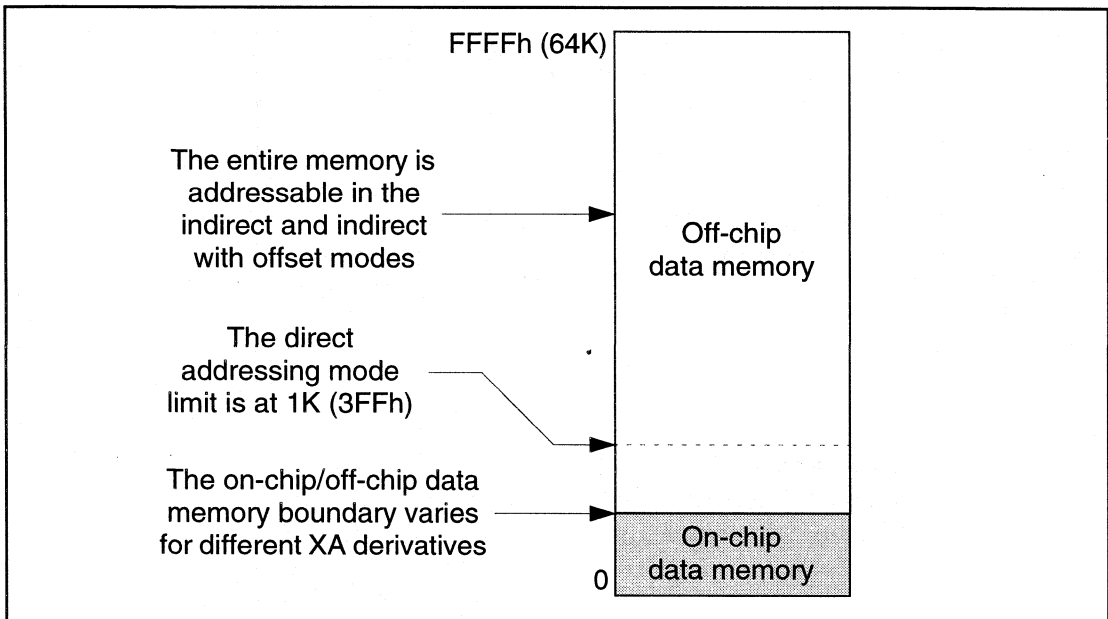 FFFFh (64K)
The entire memory is
addressable in the
indirect and indirect
with offset modes
Off-chip
data memory
The direct
addressing mode
limit is at 1K (3FFh)
The on-chip/off-chip data
memory boundary varies
for different XA derivatives
On-chip
data memory
0